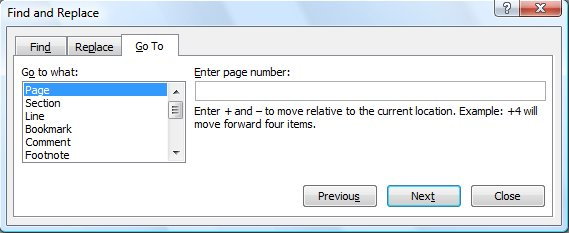 Find and Replace
Find Replace Go To
Go to what:
Page
Section
Line
Bookmark
Comment
Footnote
Enter page number:
Enter + and – to move relative to the current location. Example: +4 will
move forward four items.
Previous Next Close